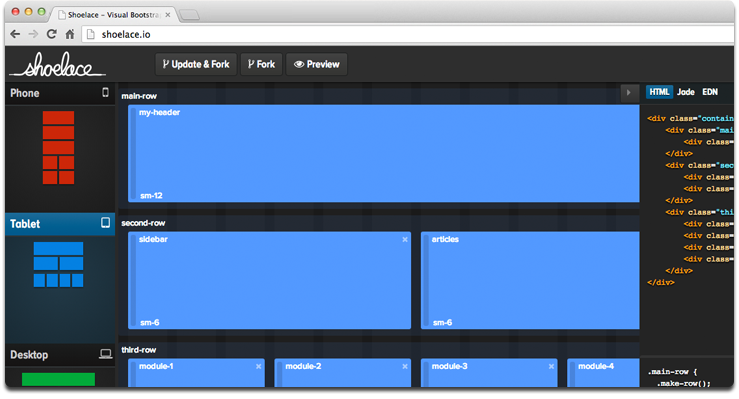 Shoelace – Visual Bootstra
shoelace.io
shoelace
Update & Fork
Fork
Preview
Phone
Tablet
Desktop
main-row
my-header
sm-12
second-row
sidebar
articles
sm-6
sm-6
third-row
module-1
module-2
module-3
module-4
HTML
Jade
EDN
<div class="contain
<div class="mai
<div class=
</div>
<div class="sec
<div class=
<div class=
</div>
<div class="thi
<div class=
<div class=
<div class=
<div class=
</div>
</div>
.main-row {
.make-row();